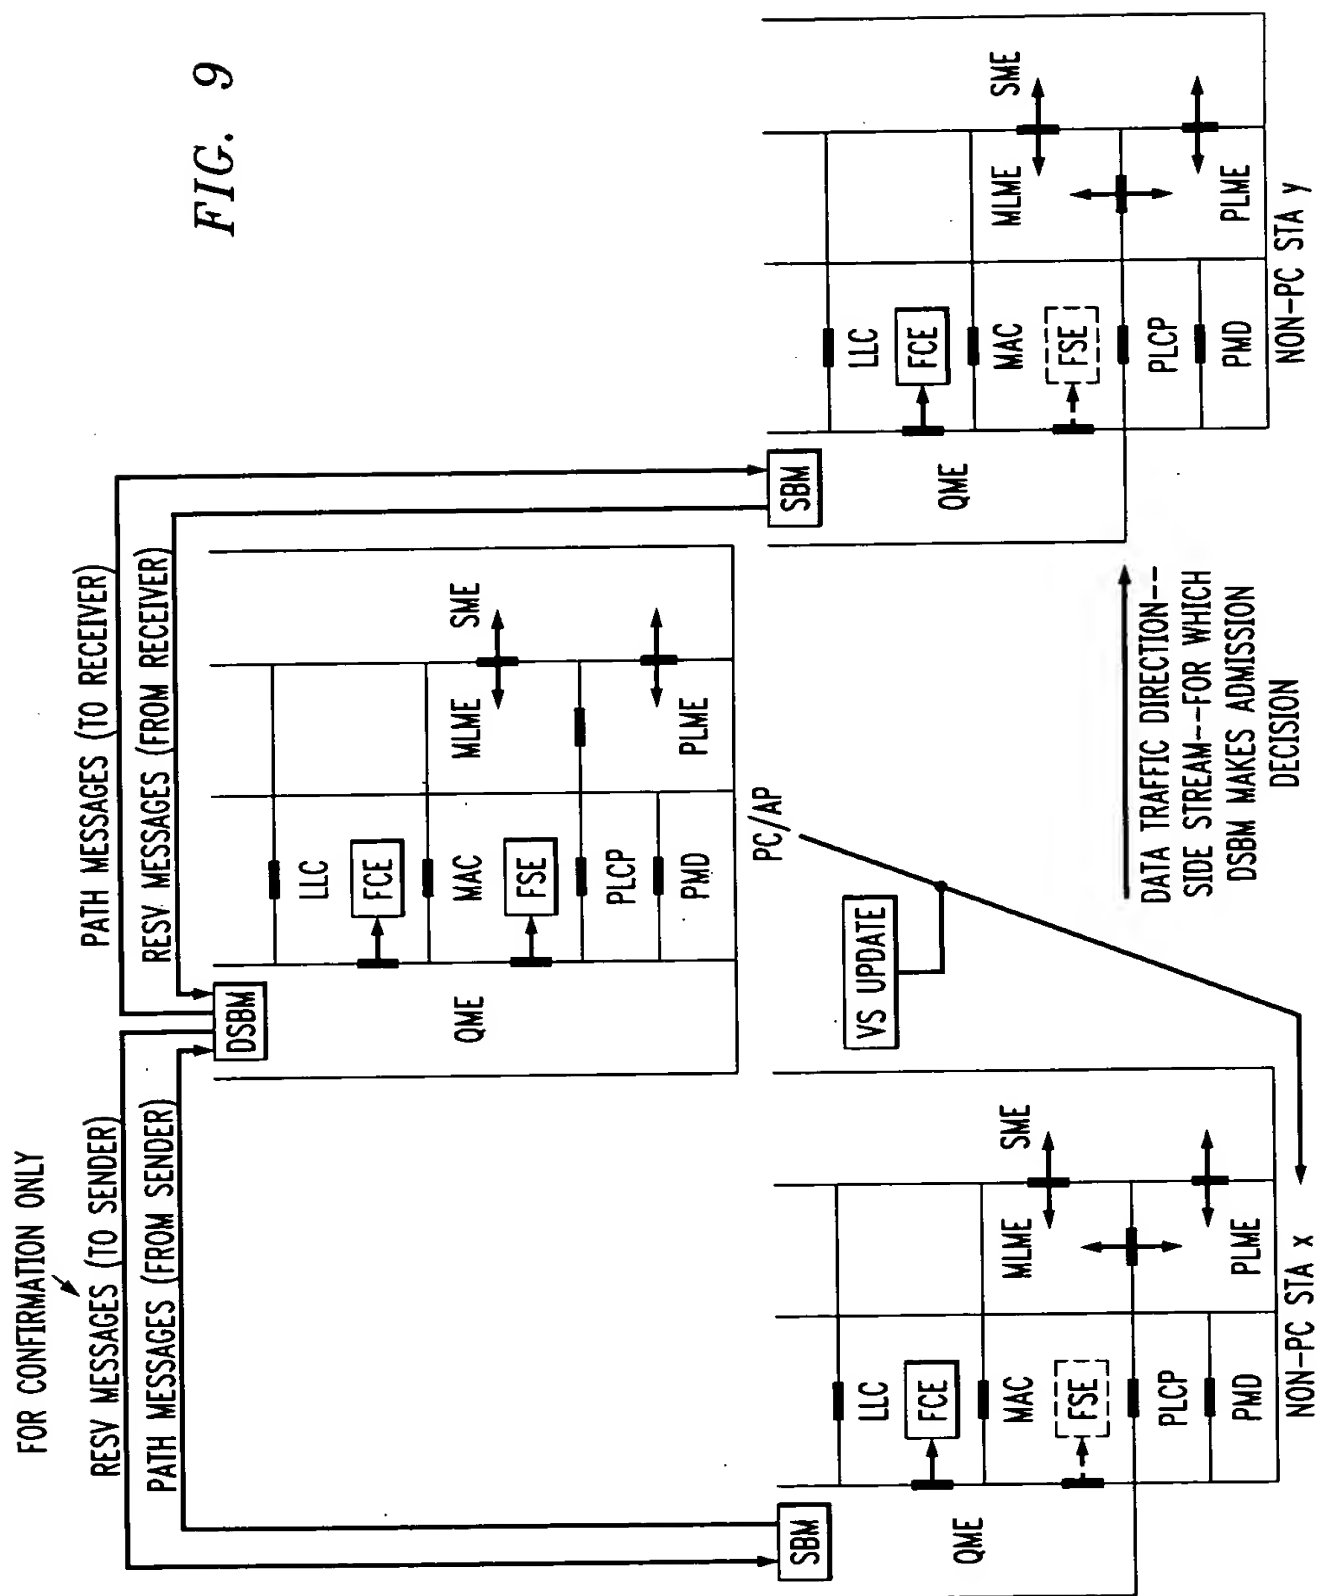 FIG. 9
FOR CONFIRMATION ONLY
RESV MESSAGES (TO SENDER)
PATH MESSAGES (FROM SENDER)
PATH MESSAGES (TO RECEIVER)
RESV MESSAGES (FROM RECEIVER)
DSBM
QME
LLC
FCE
MAC
FSE
PLCP
PMD
MLME
PLME
SME
PC/AP
VS UPDATE
SBM
QME
LLC
FCE
MAC
FSE
PLCP
PMD
MLME
PLME
SME
NON-PC STA x
DATA TRAFFIC DIRECTION--
SIDE STREAM--FOR WHICH
DSBM MAKES ADMISSION
DECISION
SBM
QME
LLC
FCE
MAC
FSE
PLCP
PMD
MLME
PLME
SME
NON-PC STA y